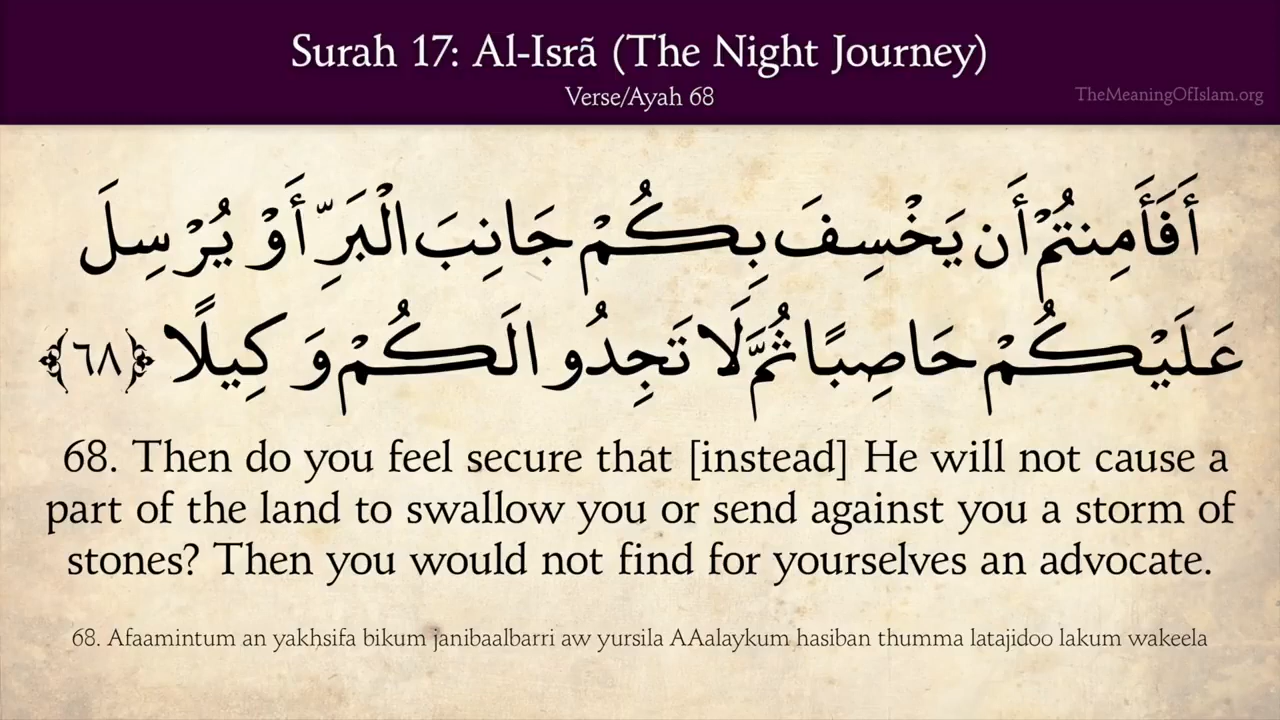 Surah 17: Al-Isrã (The Night Journey)
Verse/Ayah 68
TheMeaningOfIslam.org
أَفَأَمِنتُمْ أَن يَخْسِفَ بِكُمْ جَانِبَ الْبَرِّ أَوْ يُرْسِلَ
عَلَيْكُمْ حَاصِبًا ثُمَّ لَا تَجِدُوا لَكُمْ وَكِيلًا ﴿٦٨﴾
68. Then do you feel secure that [instead] He will not cause a
part of the land to swallow you or send against you a storm of
stones? Then you would not find for yourselves an advocate.
68. Afaamintum an yakhsifa bikum janibaalbarri aw yursila AAalaykum hasiban thumma latajidoo lakum wakeela